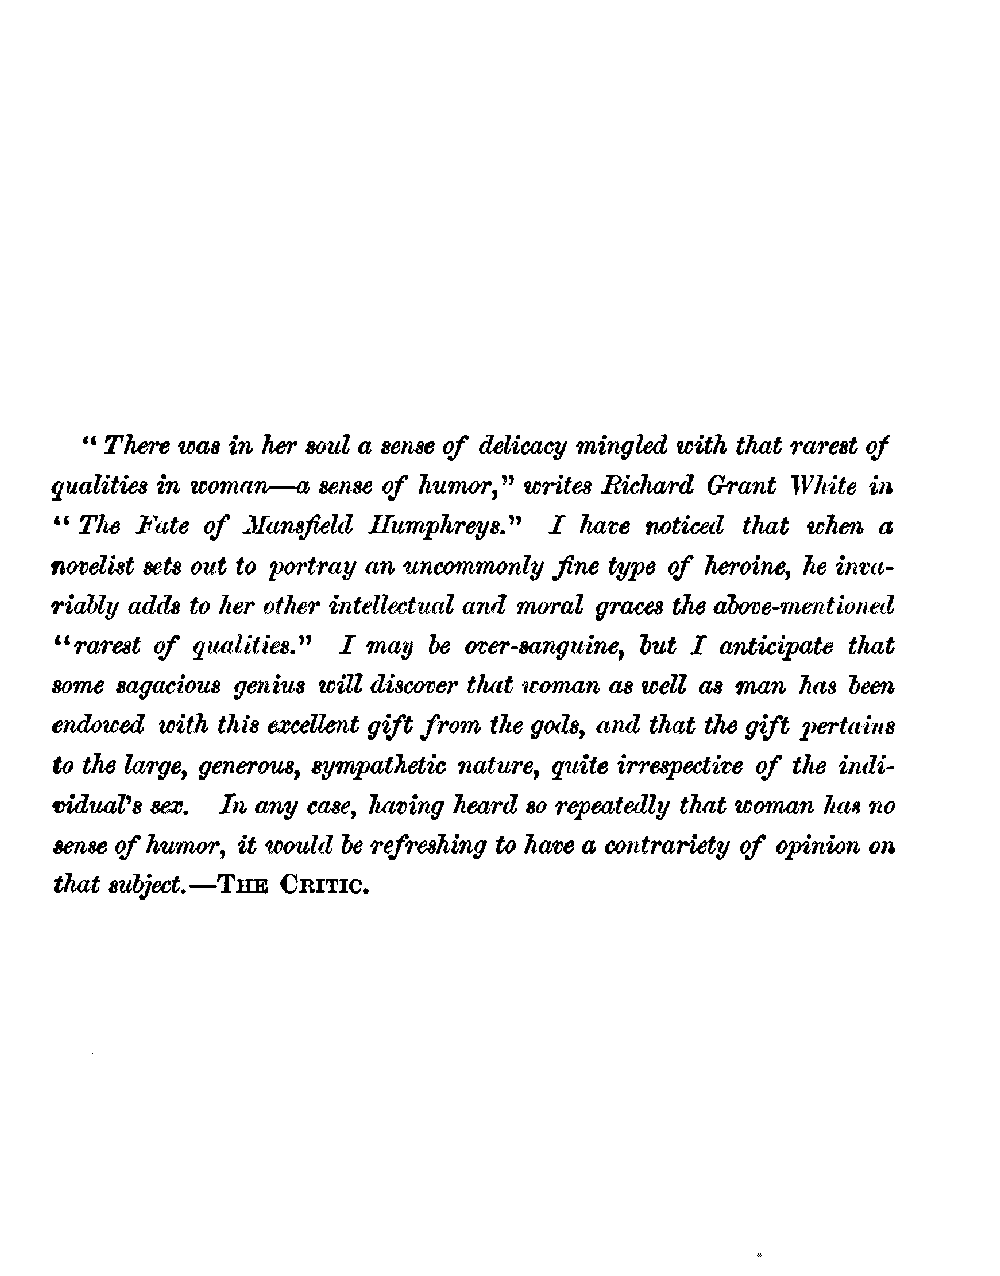 “There was in her soul a sense of delicacy mingled with that rarest of
qualities in woman—a sense of humor,” writes Richard Grant White in
“The Fate of Mansfield Humphreys.” I have noticed that when a
novelist sets out to portray an uncommonly fine type of heroine, he inva-
riably adds to her other intellectual and moral graces the above-mentioned
“rarest of qualities.” I may be over-sanguine, but I anticipate that
some sagacious genius will discover that woman as well as man has been
endowed with this excellent gift from the gods, and that the gift pertains
to the large, generous, sympathetic nature, quite irrespective of the indi-
vidual’s sex. In any case, having heard so repeatedly that woman has no
sense of humor, it would be refreshing to have a contrariety of opinion on
that subject.—THE CRITIC.